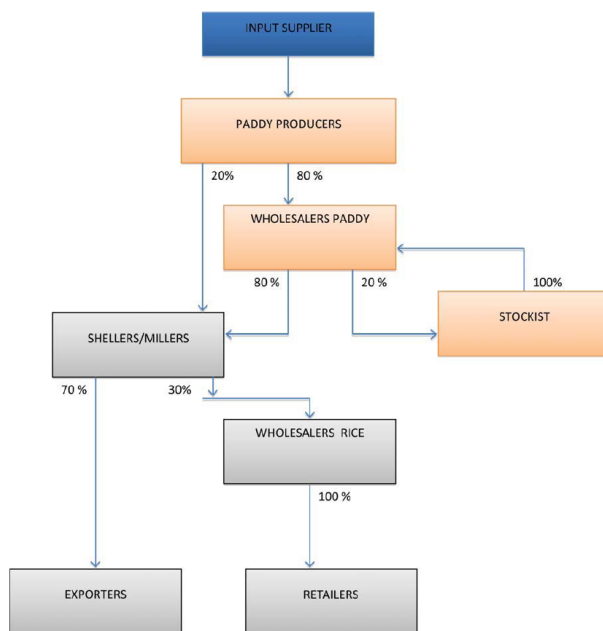 INPUT SUPPLIER
PADDY PRODUCERS
20%
80 %
WHOLESALERS PADDY
80 %
20 %
100%
STOCKIST
SHELLERS/MILLERS
70 %
30%
WHOLESALERS RICE
100 %
EXPORTERS
RETAILERS